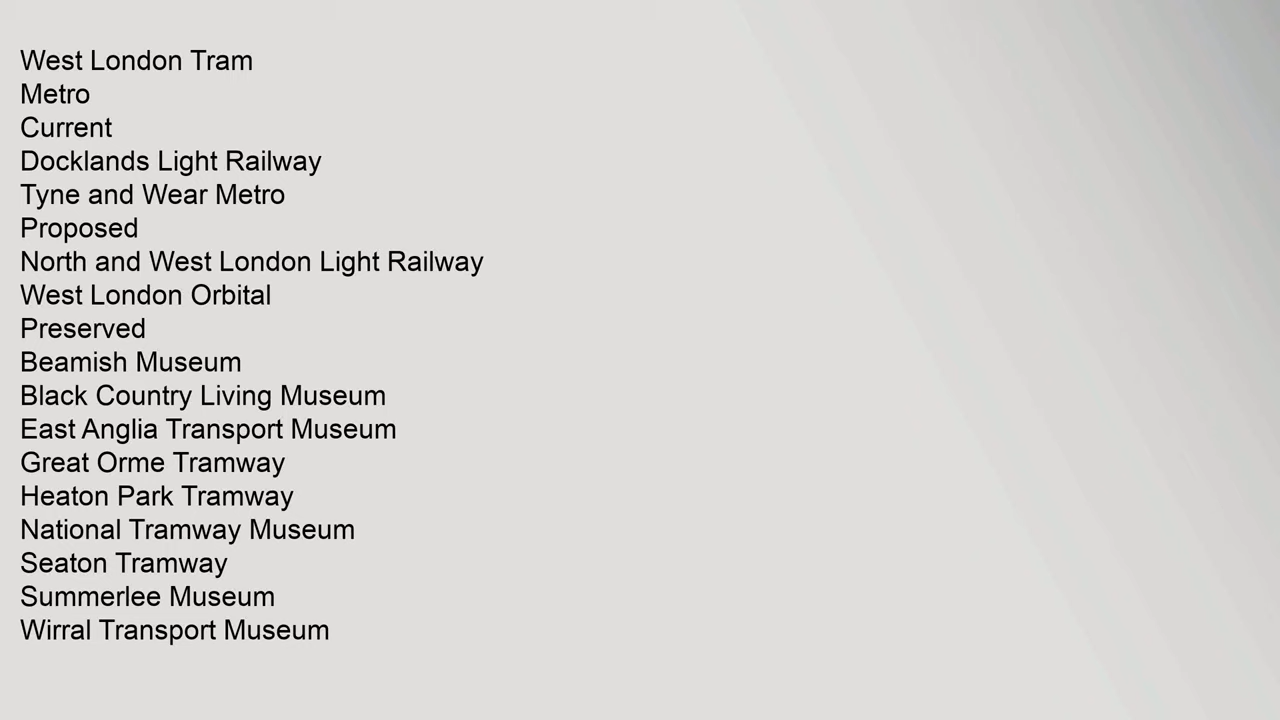 West London Tram
Metro
Current
Docklands Light Railway
Tyne and Wear Metro
Proposed
North and West London Light Railway
West London Orbital
Preserved
Beamish Museum
Black Country Living Museum
East Anglia Transport Museum
Great Orme Tramway
Heaton Park Tramway
National Tramway Museum
Seaton Tramway
Summerlee Museum
Wirral Transport Museum